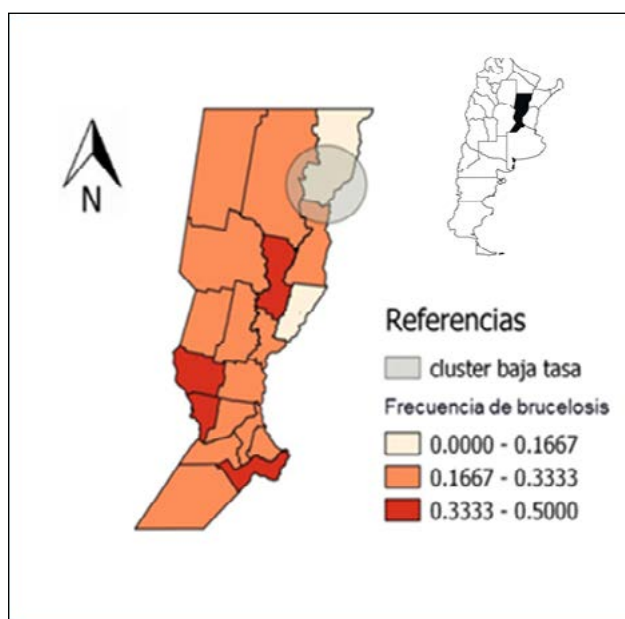 N
Referencias
cluster baja tasa
Frecuencia de brucelosis
0.0000 - 0.1667
0.1667 - 0.3333
0.3333 - 0.5000